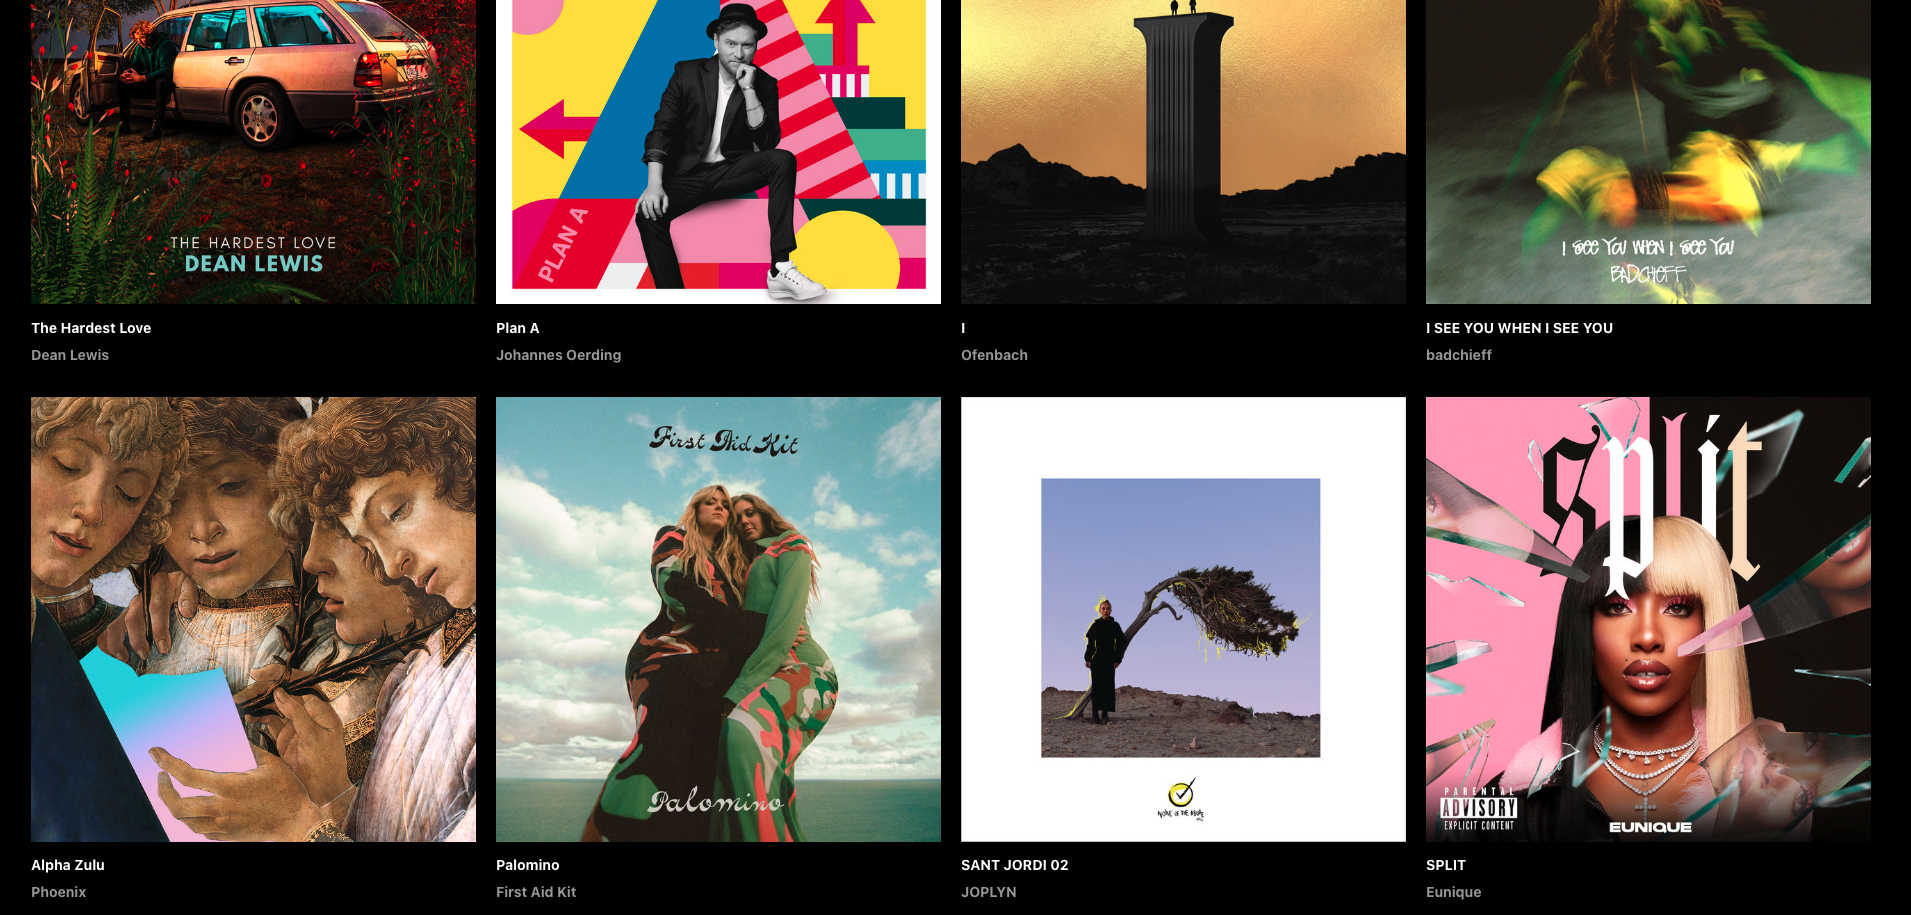 THE HARDEST LOVE
DEAN LEWIS
PLAN A
I SEE YOU WHEN I SEE YOU
BADCHIEFF
The Hardest Love
Dean Lewis
Plan A
Johannes Oerding
I
Ofenbach
I SEE YOU WHEN I SEE YOU
badchieff
First Aid Kit
Palomino
NONE OF THE ABOVE
split
PARENTAL
ADVISORY
EXPLICIT CONTENT
EUNIQUE
Alpha Zulu
Phoenix
Palomino
First Aid Kit
SANT JORDI 02
JOPLYN
SPLIT
Eunique